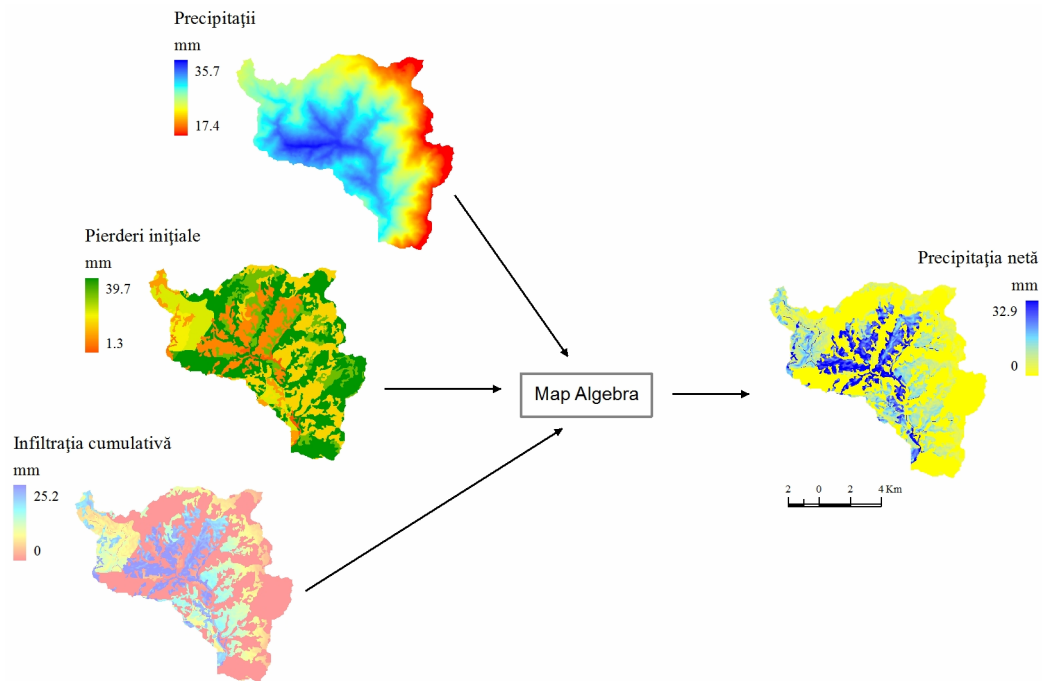 Precipitaţii
mm
35.7
17.4
Pierderi iniţiale
mm
39.7
1.3
Infiltraţia cumulativă
mm
25.2
0
Map Algebra
Precipitaţia netă
mm
32.9
0
2 0 2 4 Km